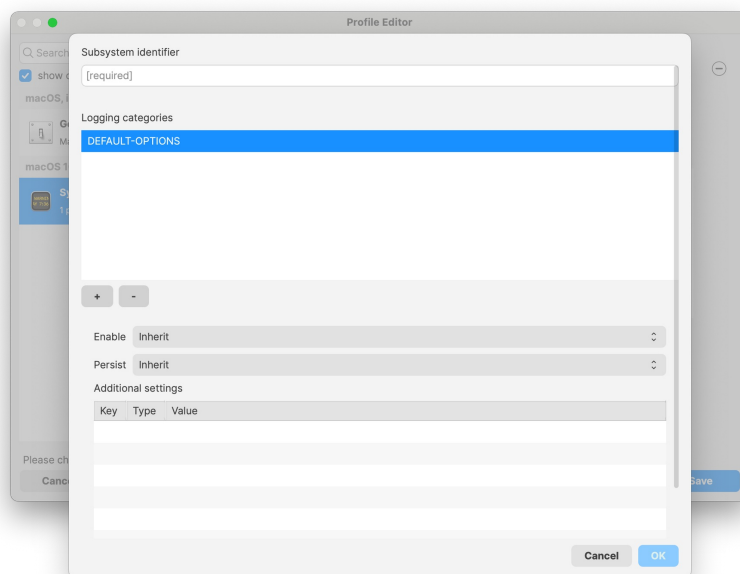 Profile Editor
Search
show
macOS, i
macOS 1
1 p
Please ch
Save
Subsystem identifier
[required]
Logging categories
DEFAULT-OPTIONS
+ -
Enable Inherit
Persist Inherit
Additional settings
Key Type Value
Cancel OK